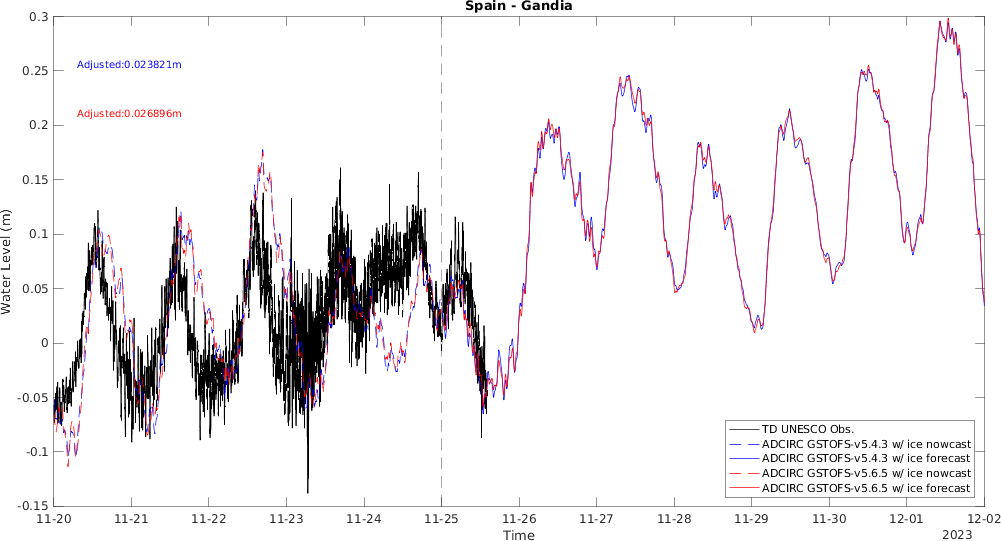 Spain - Gandia
0.3
0.25
0.2
0.15
0.1
0.05
0
-0.05
-0.1
-0.15
Water Level (m)
Adjusted:0.023821m
Adjusted:0.026896m
TD UNESCO Obs.
ADCIRC GSTOFS-v5.4.3 w/ ice nowcast
ADCIRC GSTOFS-v5.4.3 w/ ice forecast
ADCIRC GSTOFS-v5.6.5 w/ ice nowcast
ADCIRC GSTOFS-v5.6.5 w/ ice forecast
11-20 11-21 11-22 11-23 11-24 11-25 11-26 11-27 11-28 11-29 11-30 12-01 12-02
Time
2023